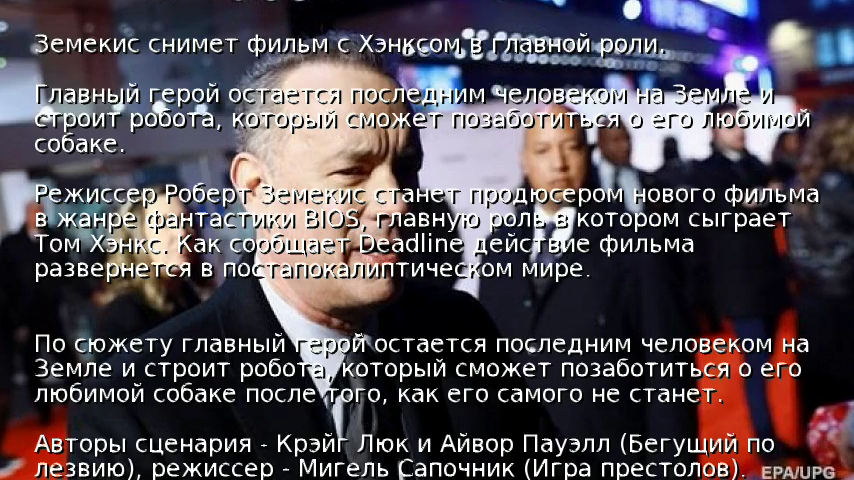 Земекис снимет фильм с Хэнксом в главной роли.
Главный герой остается последним человеком на Земле и
строит робота, который сможет позаботиться о его любимой
собаке.
Режиссер Роберт Земекис станет продюсером нового фильма
в жанре фантастики BIOS, главную роль в котором сыграет
Том Хэнкс. Как сообщает Deadline действие фильма
развернется в постапокалиптическом мире.
По сюжету главный герой остается последним человеком на
Земле и строит робота, который сможет позаботиться о его
любимой собаке после того, как его самого не станет.
Авторы сценария - Крэйг Люк и Айвор Пауэлл (Бегущий по
лезвию), режиссер - Мигель Сапочник (Игра престолов).
EPA/UPG